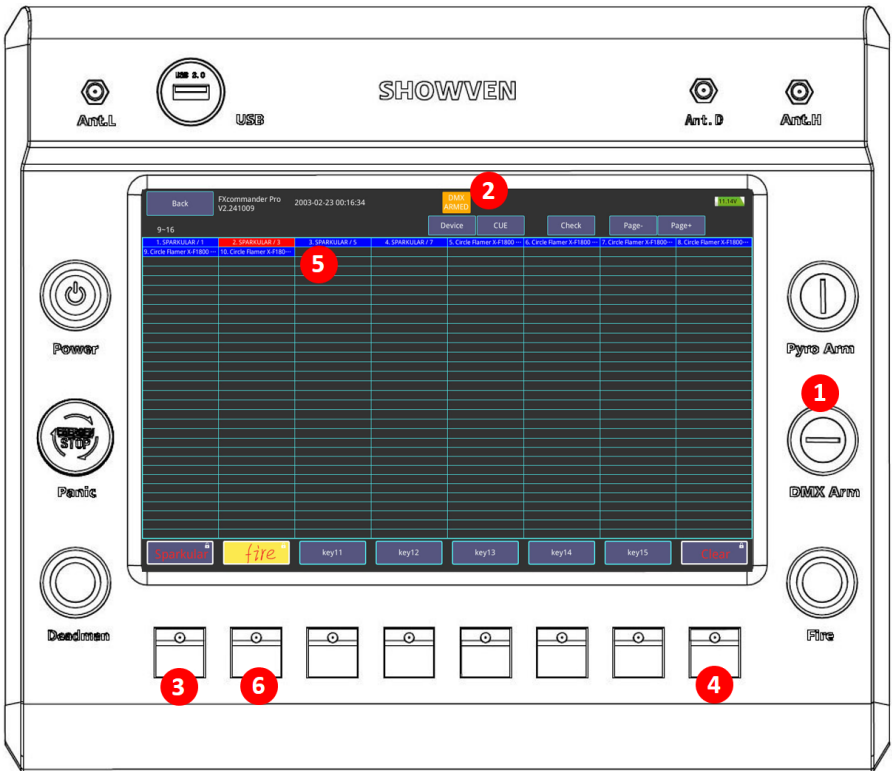 USB 2.0
SHOWVEN
Ant.L
USB
Ant.D
Ant.H
Back
FXcommander Pro
V2.241009
2003-02-23 00:16:34
DMX
ARMED
2
11.14V
9~16
Device
CUE
Check
Page-
Page+
1. SPARKULAR / 1
2. SPARKULAR / 3
3. SPARKULAR / 5
4. SPARKULAR / 7
5. Circle Flamer X-F1800 ···
6. Circle Flamer X-F1800 ···
7. Circle Flamer X-F1800 ···
8. Circle Flamer X-F1800···
9. Circle Flamer X-F1800 ···
10. Circle Flamer X-F180···
5
Power
Pyro Arm
1
STOP
Panic
DMX Arm
Sparkular
fire
key11
key12
key13
key14
key15
Clear
Deadman
Fire
3
6
4